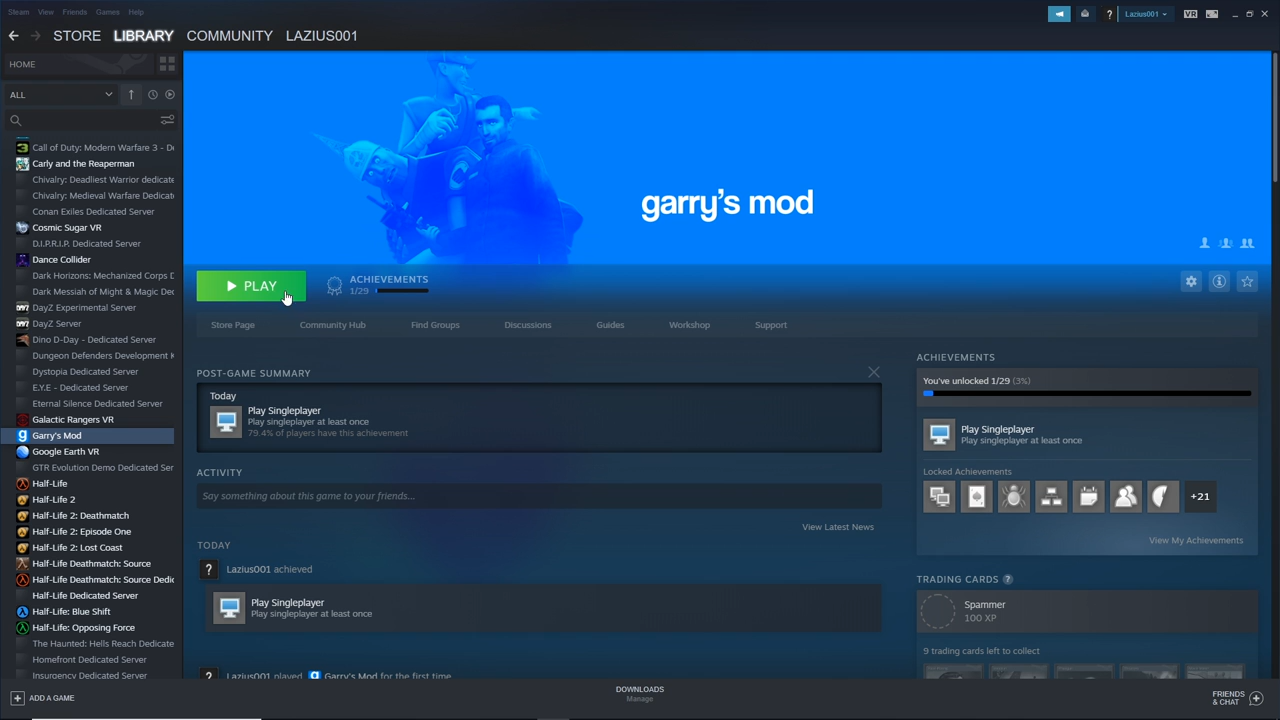 Steam View Friends Games Help
? Lazius001 VR
STORE LIBRARY COMMUNITY LAZIUS001
HOME
ALL
Call of Duty: Modern Warfare 3 - De
Carly and the Reaperman
Chivalry: Deadliest Warrior dedicate
Chivalry: Medieval Warfare Dedicat
Conan Exiles Dedicated Server
Cosmic Sugar VR
D.I.P.R.I.P. Dedicated Server
Dance Collider
Dark Horizons: Mechanized Corps D
Dark Messiah of Might & Magic Dec
DayZ Experimental Server
DayZ Server
Dino D-Day - Dedicated Server
Dungeon Defenders Development K
Dystopia Dedicated Server
E.Y.E - Dedicated Server
Eternal Silence Dedicated Server
Galactic Rangers VR
Garry's Mod
Google Earth VR
GTR Evolution Demo Dedicated Ser
Half-Life
Half-Life 2
Half-Life 2: Deathmatch
Half-Life 2: Episode One
Half-Life 2: Lost Coast
Half-Life Deathmatch: Source
Half-Life Deathmatch: Source Dedic
Half-Life Dedicated Server
Half-Life: Blue Shift
Half-Life: Opposing Force
The Haunted: Hells Reach Dedicate
Homefront Dedicated Server
Insurgency Dedicated Server
ADD A GAME
garry's mod
PLAY
ACHIEVEMENTS
1/29
Store Page Community Hub Find Groups Discussions Guides Workshop Support
POST-GAME SUMMARY
Today
Play Singleplayer
Play singleplayer at least once
79.4% of players have this achievement
ACTIVITY
Say something about this game to your friends...
View Latest News
TODAY
? Lazius001 achieved
Play Singleplayer
Play singleplayer at least once
? Lazius001 played Garry's Mod for the first time
ACHIEVEMENTS
You've unlocked 1/29 (3%)
Play Singleplayer
Play singleplayer at least once
Locked Achievements
+21
View My Achievements
TRADING CARDS ?
Spammer
100 XP
9 trading cards left to collect
DOWNLOADS
Manage
FRIENDS
& CHAT